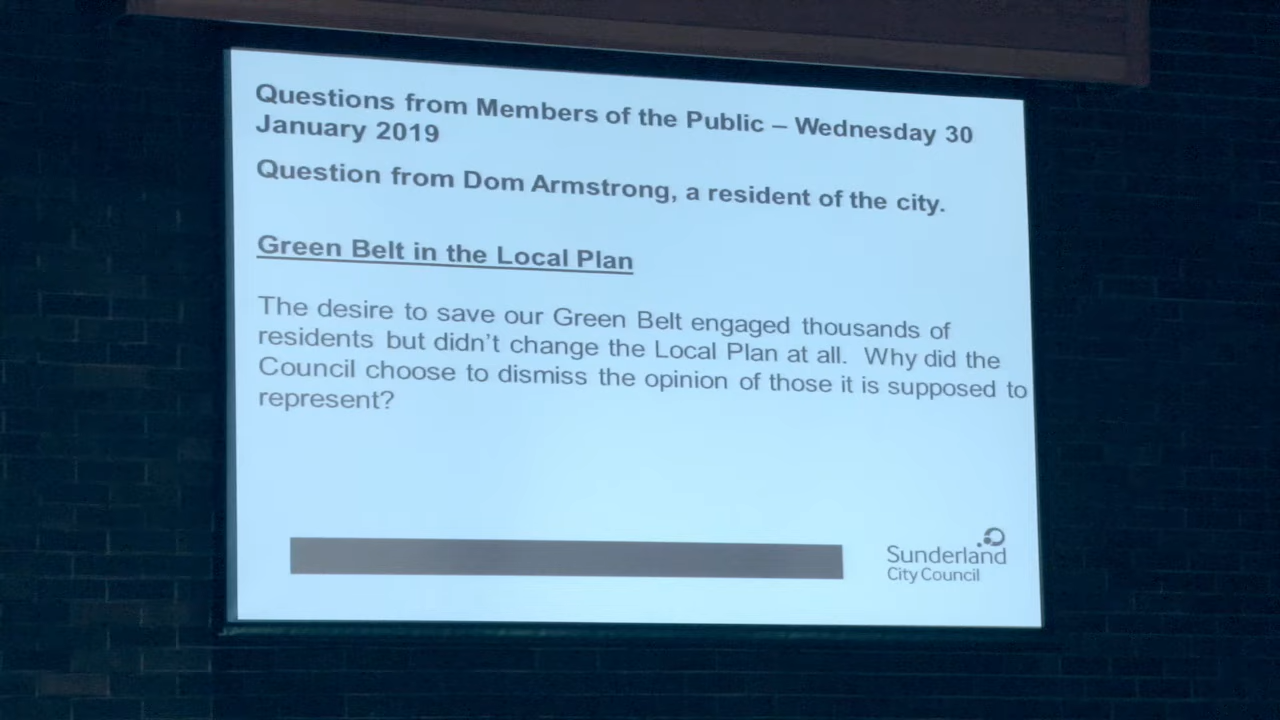 Questions from Members of the Public – Wednesday 30
January 2019
Question from Dom Armstrong, a resident of the city.
Green Belt in the Local Plan
The desire to save our Green Belt engaged thousands of
residents but didn't change the Local Plan at all.  Why did the
Council choose to dismiss the opinion of those it is supposed to
represent?
Sunderland
City Council